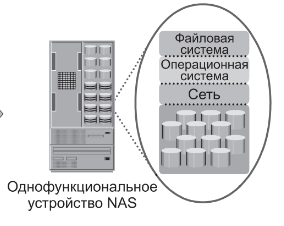 Файловая
система
Операционная
система
Сеть
Однофункциональное
устройство NAS